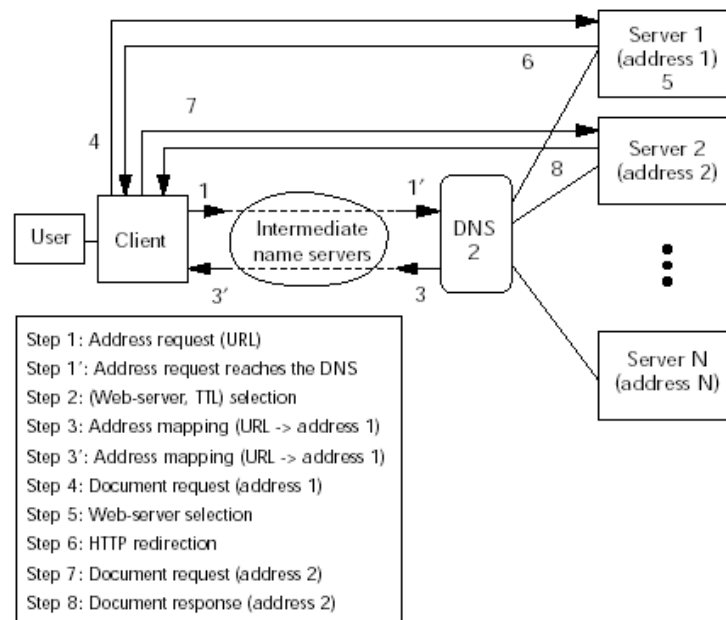 Server 1
(address 1)
5
6
7
4
Server 2
(address 2)
8
1
1′
User
Client
Intermediate
name servers
DNS
2
3′
3
Server N
(address N)
Step 1: Address request (URL)
Step 1′: Address request reaches the DNS
Step 2: (Web-server, TTL) selection
Step 3: Address mapping (URL -> address 1)
Step 3′: Address mapping (URL -> address 1)
Step 4: Document request (address 1)
Step 5: Web-server selection
Step 6: HTTP redirection
Step 7: Document request (address 2)
Step 8: Document response (address 2)